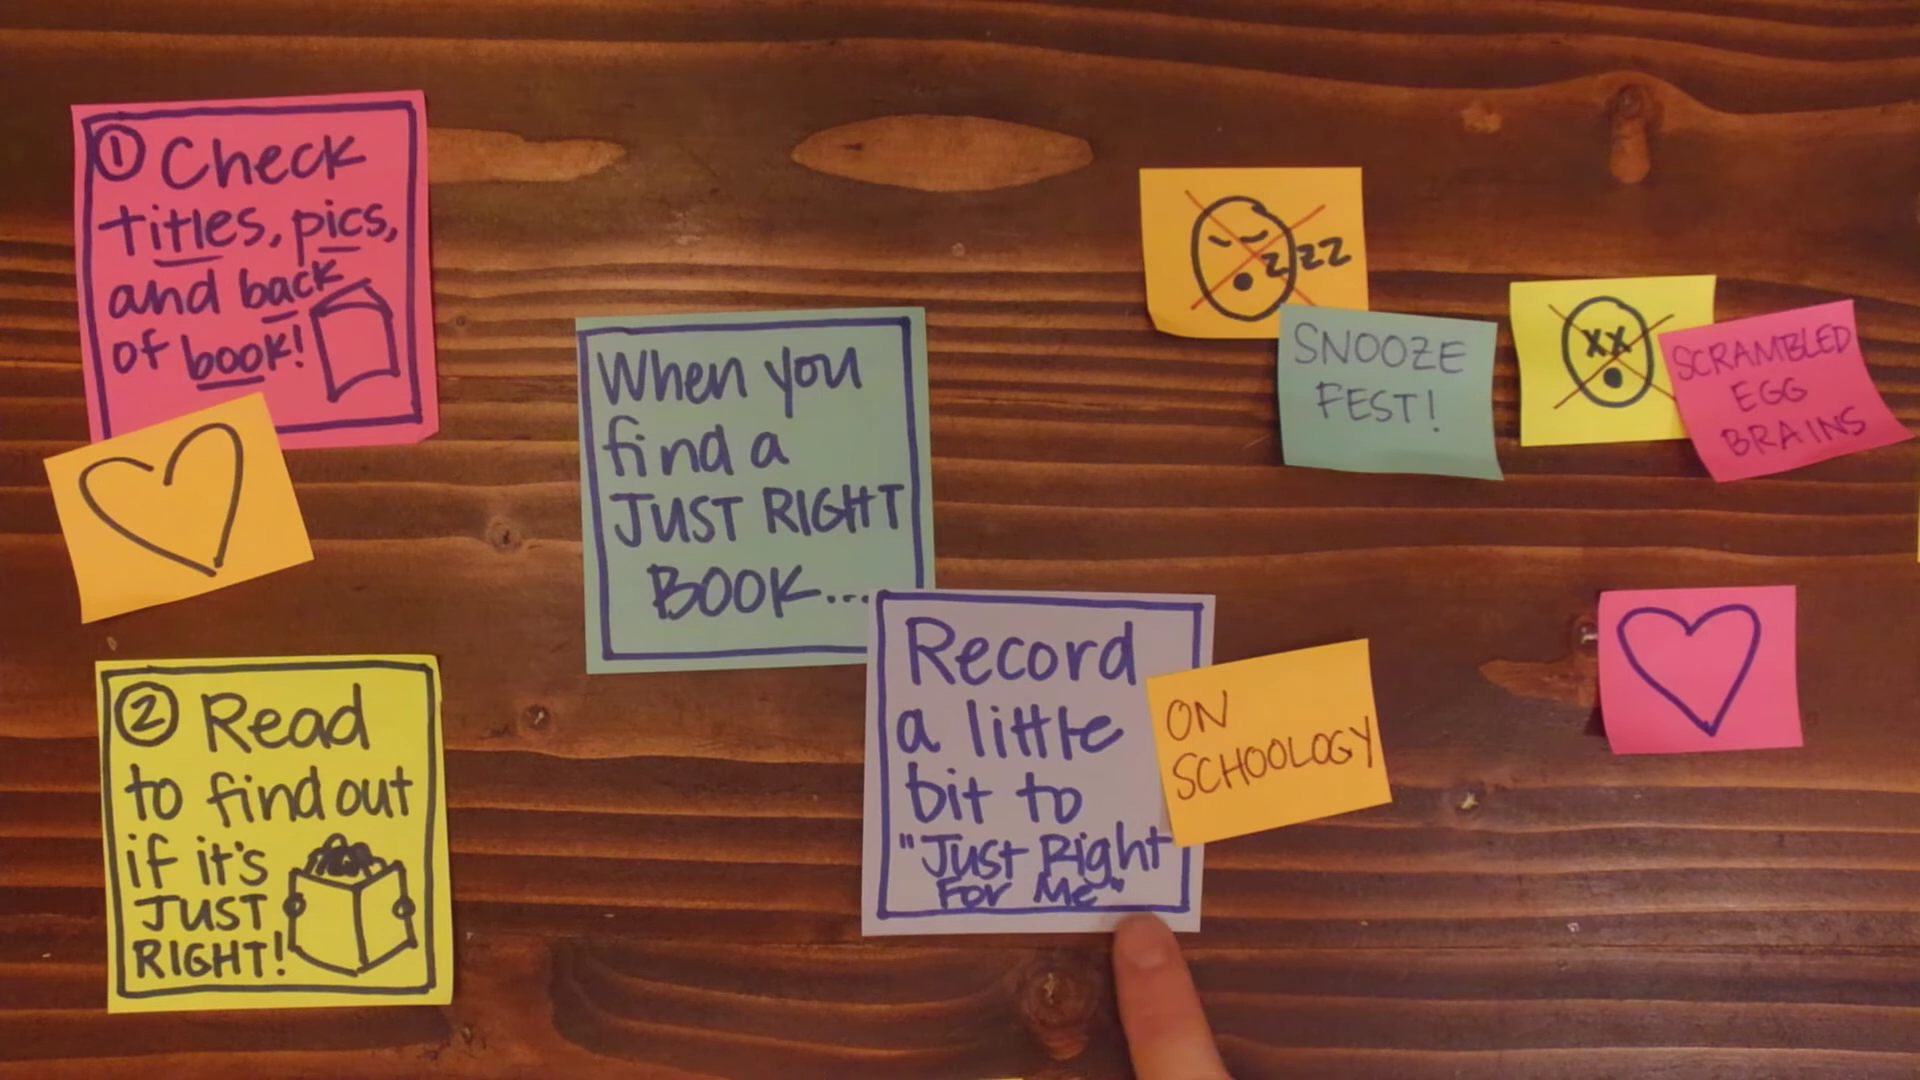 ① Check
titles, pics,
and back
of book!
② Read
to find out
if it's
JUST
RIGHT!
When you
find a
JUST RIGHT
BOOK...
Record
a little
bit to
"Just Right
For Me"
ON
SCHOOLOGY
zzz
SNOOZE
FEST!
xx
SCRAMBLED
EGG
BRAINS